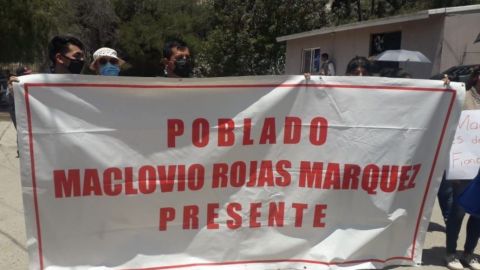 POBLADO
MACLOVIO ROJAS MARQUEZ
PRESENTE